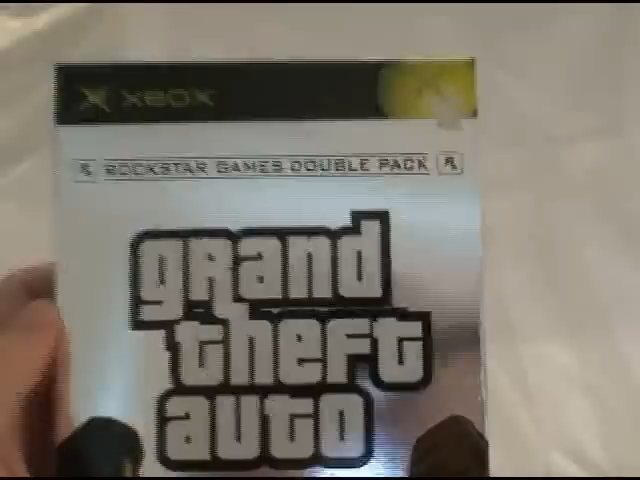 XBOX
ROCKSTAR GAMES DOUBLE PACK
grand
theft
auto